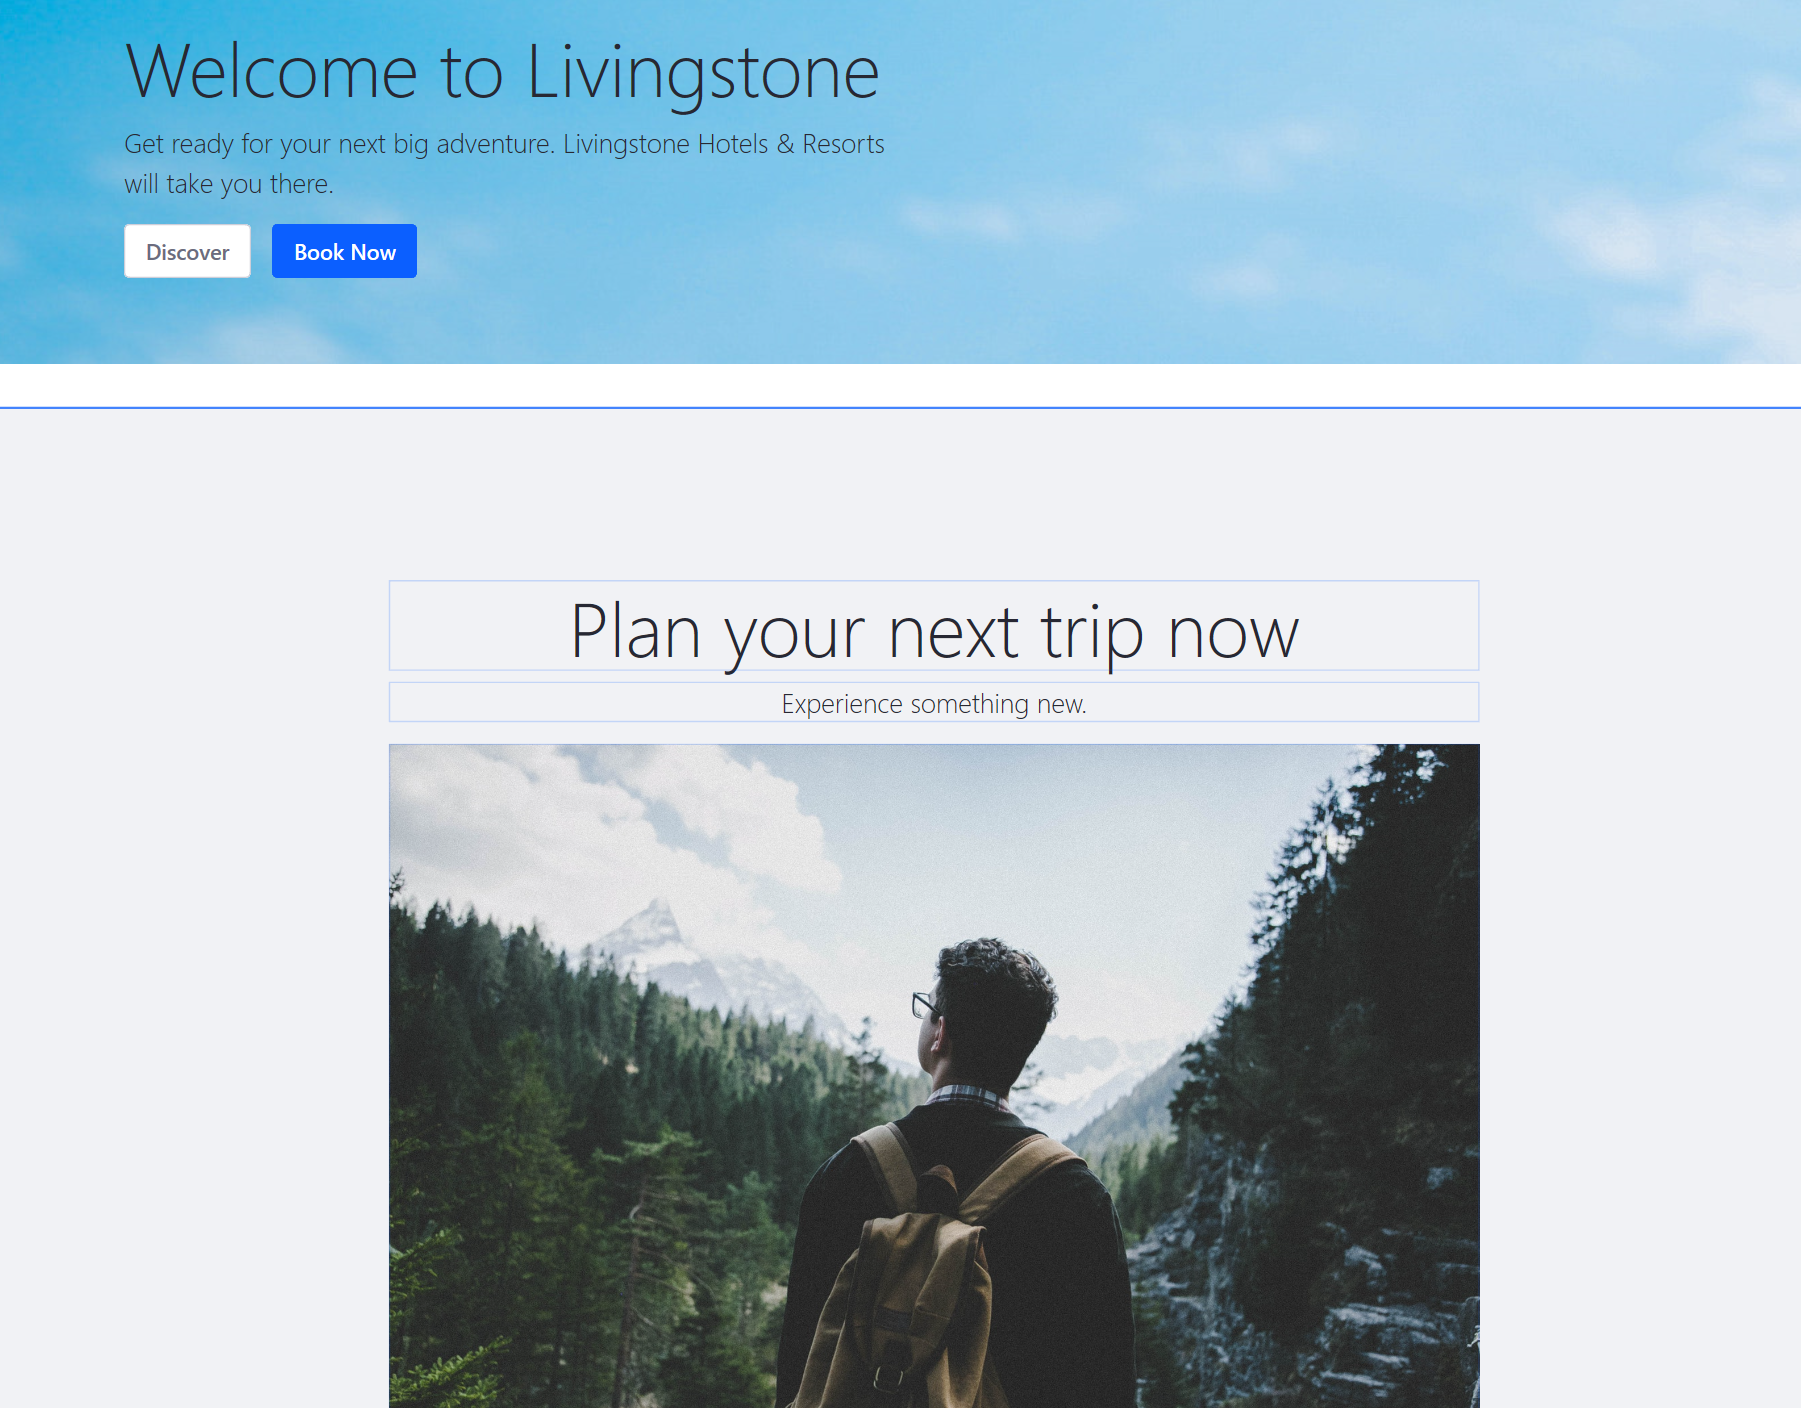 Welcome to Livingstone
Get ready for your next big adventure. Livingstone Hotels & Resorts
will take you there.
Discover
Book Now
Plan your next trip now
Experience something new.